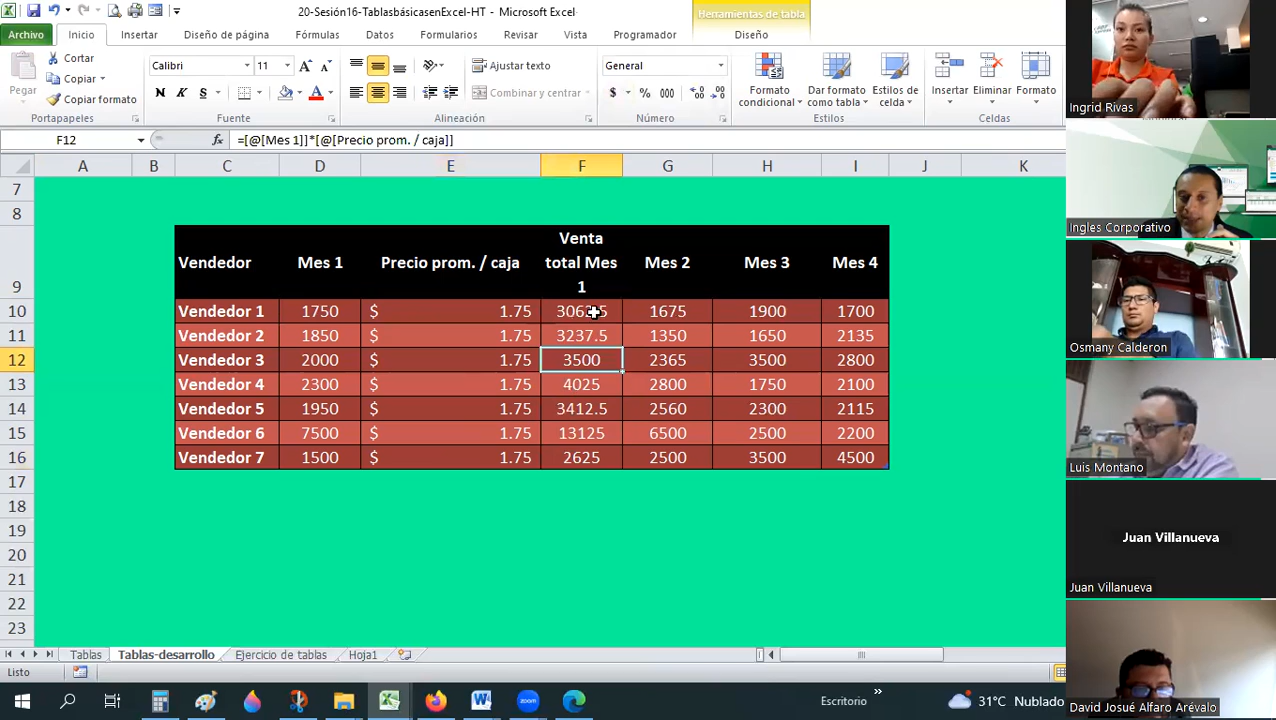 20-Sesión16-TablasbásicasenExcel-HT - Microsoft Excel
Herramientas de tabla
Archivo Inicio Insertar Diseño de página Fórmulas Datos Formularios Revisar Vista Programador Diseño
Pegar
Cortar
Copiar
Copiar formato
Portapapeles
Calibri 11
N K S
Fuente
Ajustar texto
Combinar y centrar
Alineación
General
$ % 000
Número
Formato condicional
Dar formato como tabla
Estilos de celda
Estilos
Insertar Eliminar Formato
Celdas
F12 fx =[@[Mes 1]]*[@[Precio prom. / caja]]
A B C D E F G H I J K
7
8
9 Vendedor Mes 1 Precio prom. / caja Venta total Mes 1 Mes 2 Mes 3 Mes 4
10 Vendedor 1 1750 $ 1.75 1675 1900 1700
11 Vendedor 2 1850 $ 1.75 3237.5 1350 1650 2135
12 Vendedor 3 2000 $ 1.75 3500 2365 3500 2800
13 Vendedor 4 2300 $ 1.75 4025 2800 1750 2100
14 Vendedor 5 1950 $ 1.75 3412.5 2560 2300 2115
15 Vendedor 6 7500 $ 1.75 13125 6500 2500 2200
16 Vendedor 7 1500 $ 1.75 2625 2500 3500 4500
17
18
19
20
21
22
23
Tablas Tablas-desarrollo Ejercicio de tablas Hoja1
Listo
Escritorio » 31°C Nublado
Ingrid Rivas
Ingles Corporativo
Osmany Calderon
Luis Montano
Juan Villanueva
Juan Villanueva
David Josué Alfaro Arévalo